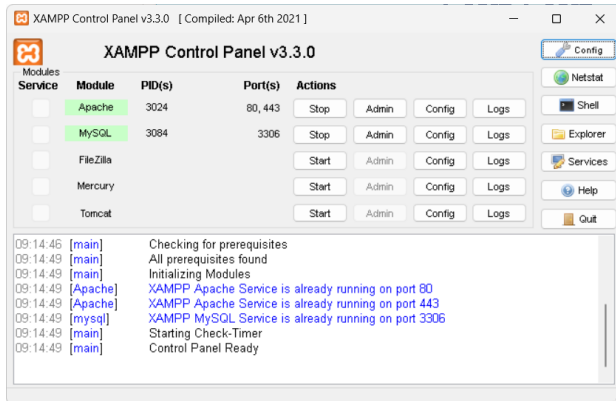 XAMPP Control Panel v3.3.0 [ Compiled: Apr 6th 2021 ]
XAMPP Control Panel v3.3.0
Config
Modules
Service Module PID(s) Port(s) Actions
Netstat
Apache 3024 80, 443 Stop Admin Config Logs
Shell
MySQL 3084 3306 Stop Admin Config Logs
Explorer
FileZilla Start Admin Config Logs
Services
Mercury Start Admin Config Logs
Help
Tomcat Start Admin Config Logs
Quit
09:14:46 [main] Checking for prerequisites
09:14:49 [main] All prerequisites found
09:14:49 [main] Initializing Modules
09:14:49 [Apache] XAMPP Apache Service is already running on port 80
09:14:49 [Apache] XAMPP Apache Service is already running on port 443
09:14:49 [mysql] XAMPP MySQL Service is already running on port 3306
09:14:49 [main] Starting Check-Timer
09:14:49 [main] Control Panel Ready